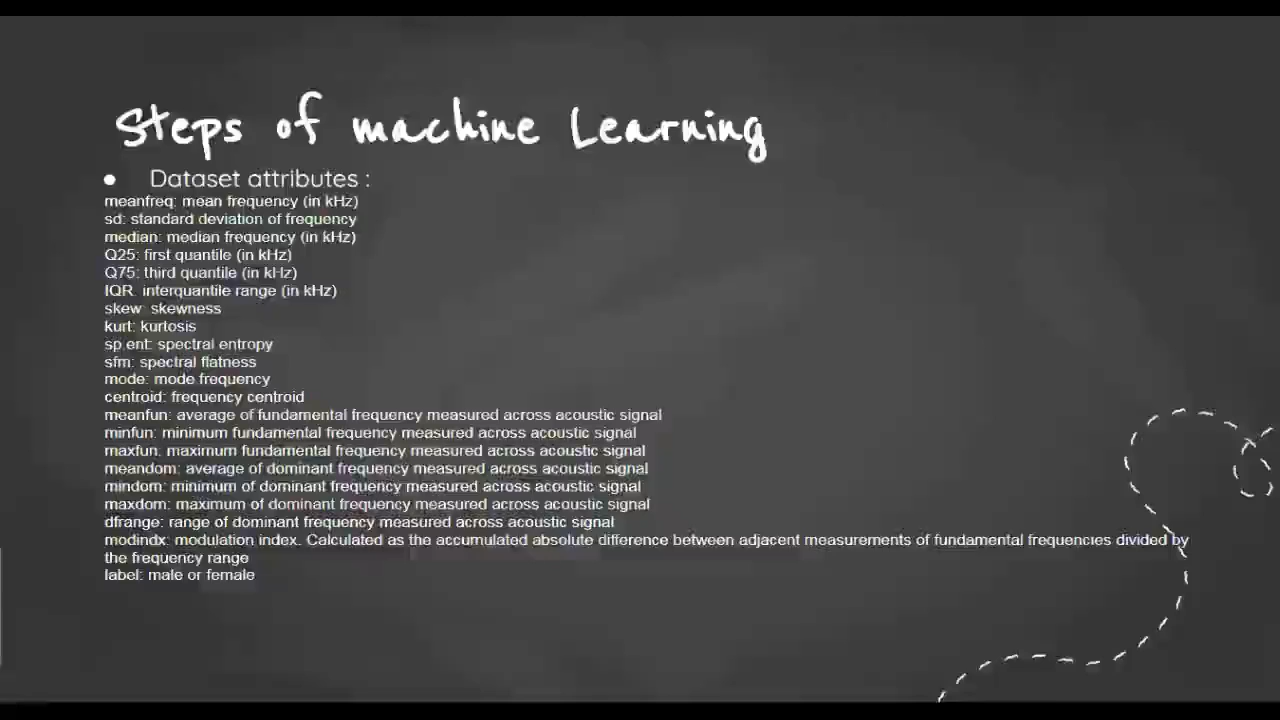 Steps of machine Learning
● Dataset attributes :
meanfreq: mean frequency (in kHz)
sd: standard deviation of frequency
median: median frequency (in kHz)
Q25: first quantile (in kHz)
Q75: third quantile (in kHz)
IQR: interquantile range (in kHz)
skew: skewness
kurt: kurtosis
sp.ent: spectral entropy
sfm: spectral flatness
mode: mode frequency
centroid: frequency centroid
meanfun: average of fundamental frequency measured across acoustic signal
minfun: minimum fundamental frequency measured across acoustic signal
maxfun: maximum fundamental frequency measured across acoustic signal
meandom: average of dominant frequency measured across acoustic signal
mindom: minimum of dominant frequency measured across acoustic signal
maxdom: maximum of dominant frequency measured across acoustic signal
dfrange: range of dominant frequency measured across acoustic signal
modindx: modulation index. Calculated as the accumulated absolute difference between adjacent measurements of fundamental frequencies divided by
the frequency range
label: male or female